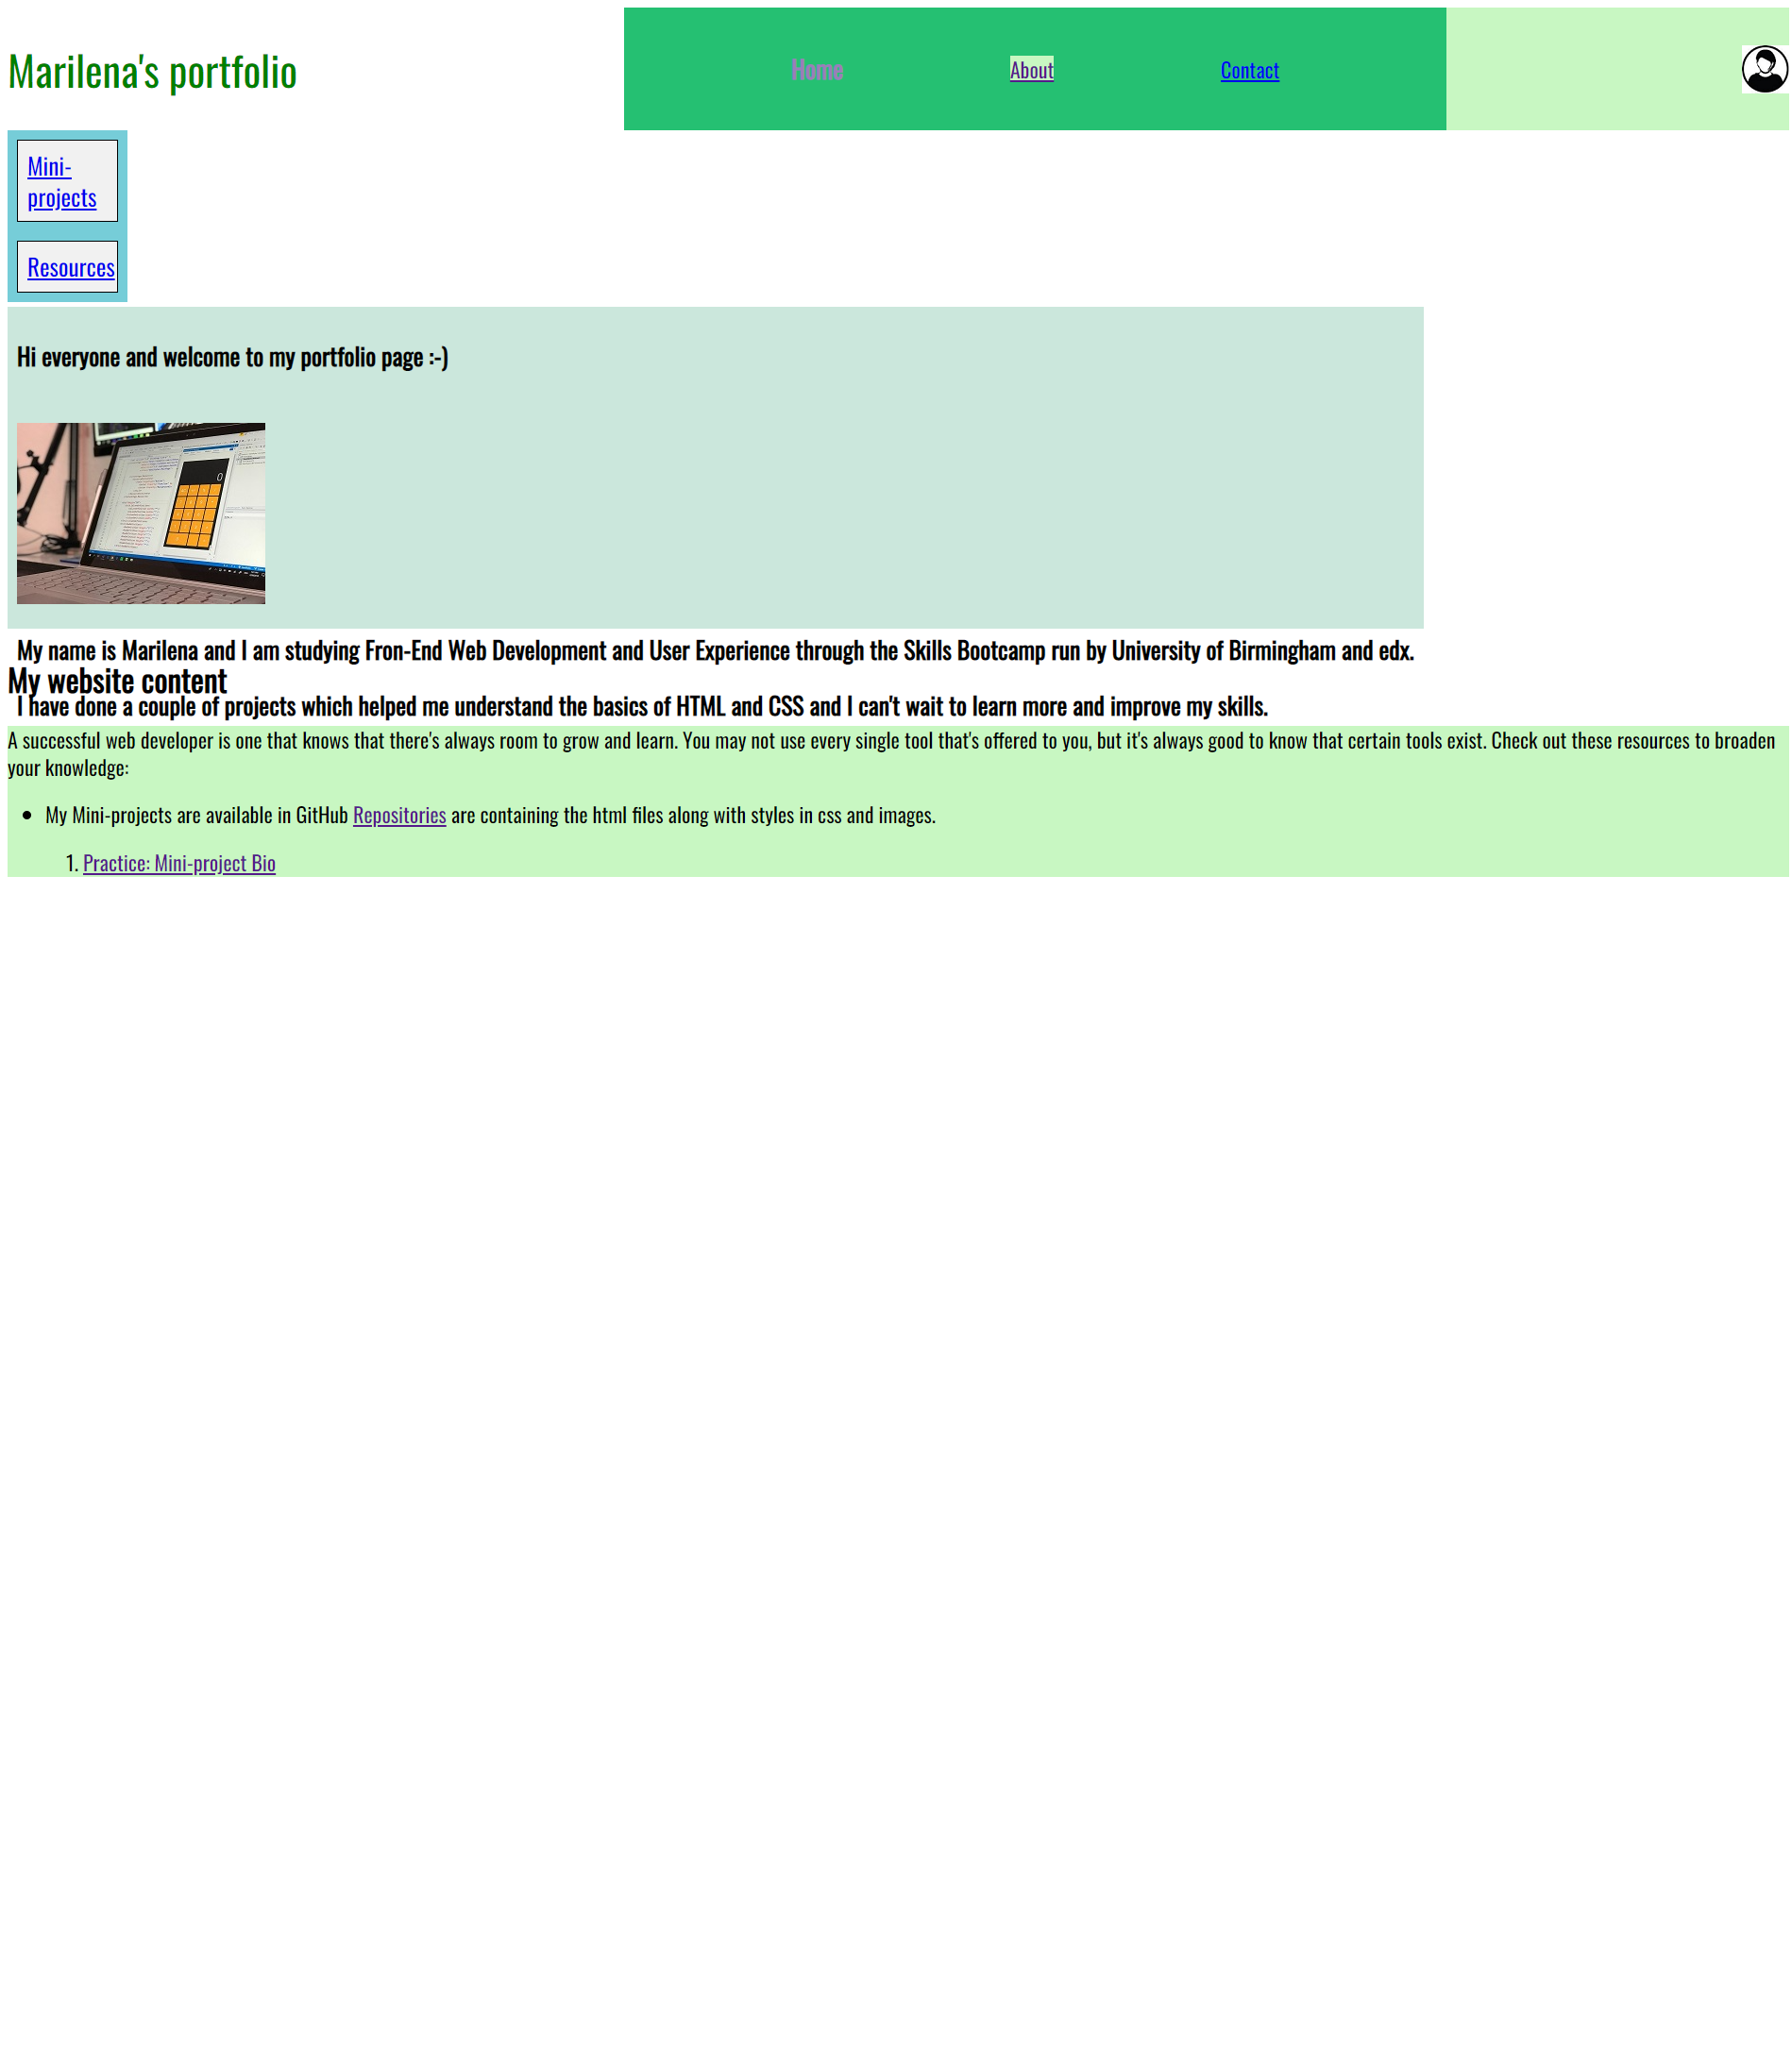 Marilena's portfolio
Home
About
Contact
Mini-
projects
Resources
Hi everyone and welcome to my portfolio page :-)
0
My name is Marilena and I am studying Fron-End Web Development and User Experience through the Skills Bootcamp run by University of Birmingham and edx.
My website content
I have done a couple of projects which helped me understand the basics of HTML and CSS and I can't wait to learn more and improve my skills.
A successful web developer is one that knows that there's always room to grow and learn. You may not use every single tool that's offered to you, but it's always good to know that certain tools exist. Check out these resources to broaden
your knowledge:
• My Mini-projects are available in GitHub Repositories are containing the html files along with styles in css and images.
1. Practice: Mini-project Bio